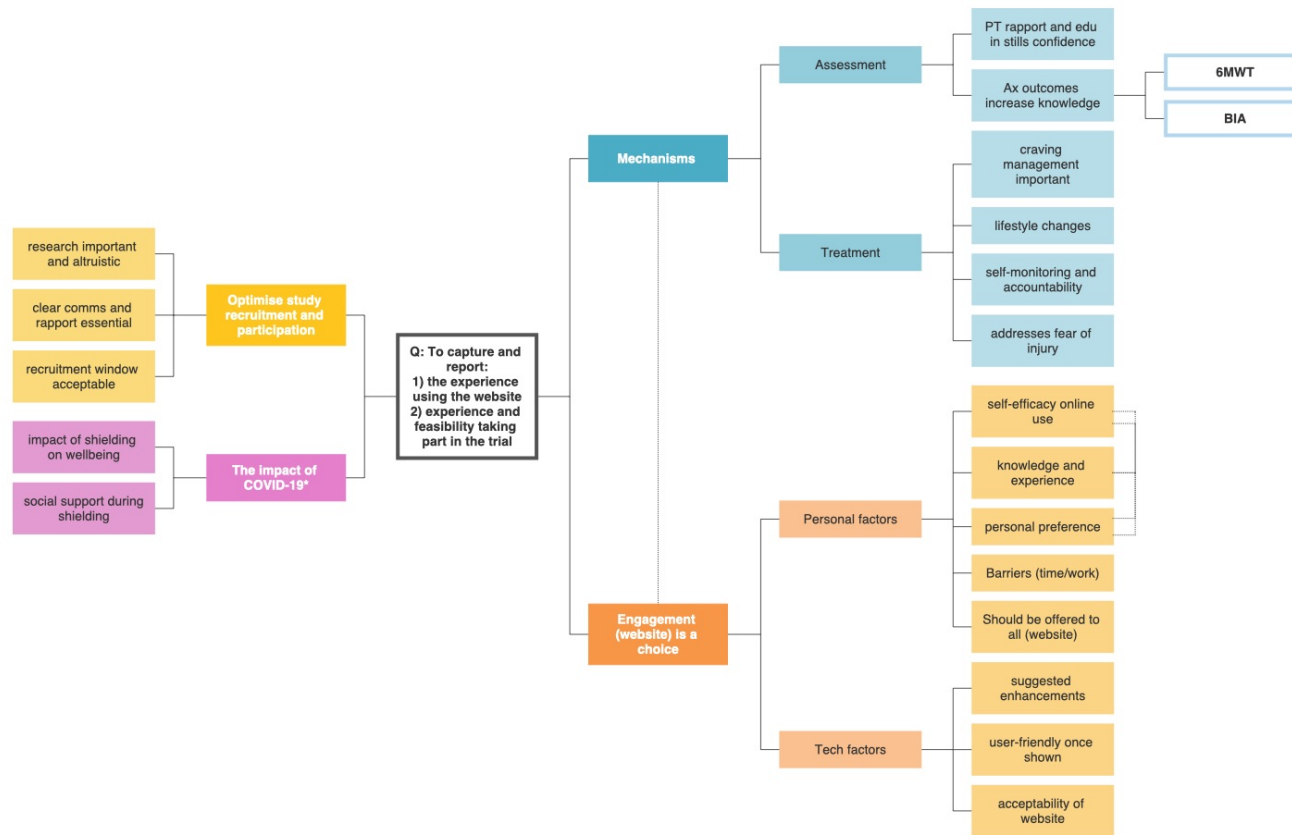 research important
and altruistic
clear comms and
rapport essential
recruitment window
acceptable
impact of shielding
on wellbeing
social support during
shielding
Optimise study
recruitment and
participation
The impact of
COVID-19*
Q: To capture and
report:
1) the experience
using the website
2) experience and
feasibility taking
part in the trial
Mechanisms
Engagement
(website) is a
choice
Assessment
Treatment
Personal factors
Tech factors
PT rapport and edu
in stills confidence
Ax outcomes
increase knowledge
6MWT
BIA
craving
management
important
lifestyle changes
self-monitoring and
accountability
addresses fear of
injury
self-efficacy online
use
knowledge and
experience
personal preference
Barriers (time/work)
Should be offered to
all (website)
suggested
enhancements
user-friendly once
shown
acceptability of
website